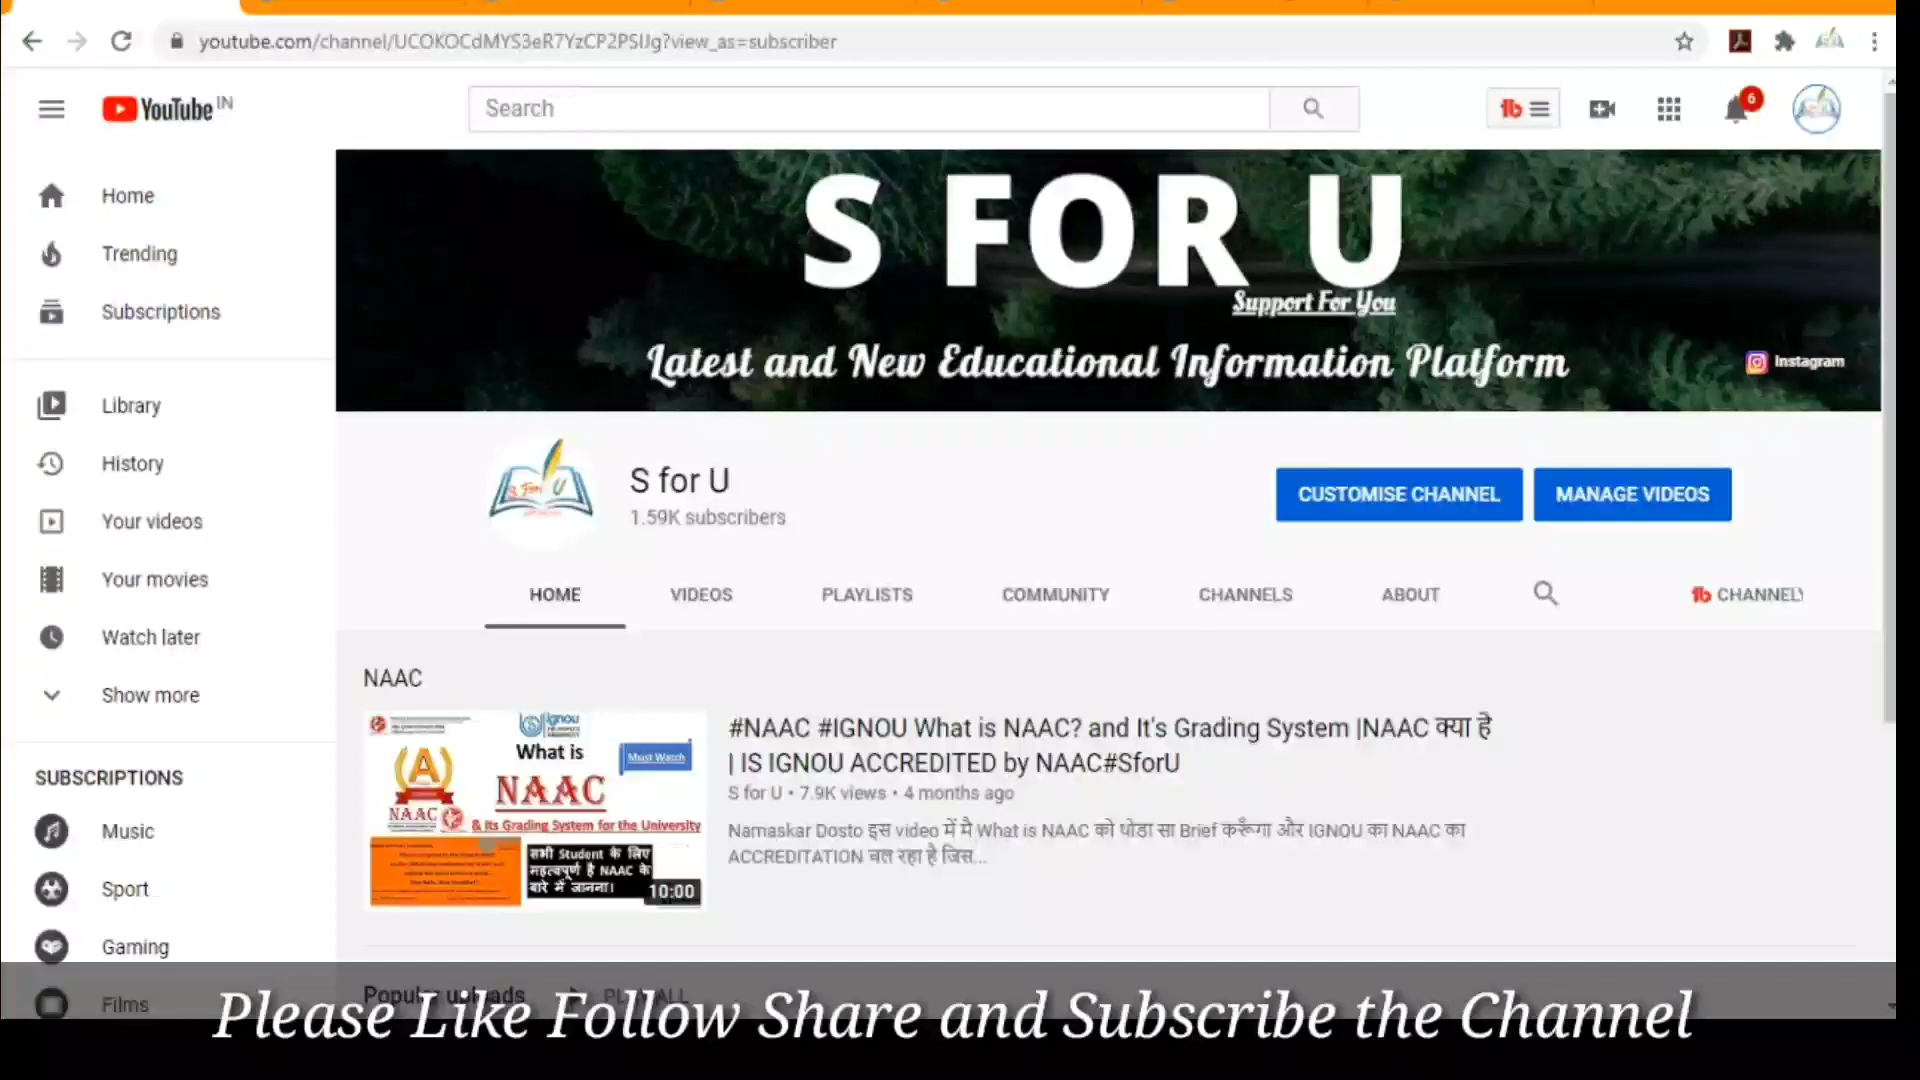 youtube.com/channel/UCOKOCdMYS3eR7YzCP2PSIJg?view_as=subscriber
YouTube IN
Search
6
Home
Trending
Subscriptions
Library
History
Your videos
Your movies
Watch later
Show more
SUBSCRIPTIONS
Music
Sport
Gaming
Films
S FOR U
Support For You
Latest and New Educational Information Platform
Instagram
S for U
1.59K subscribers
CUSTOMISE CHANNEL
MANAGE VIDEOS
HOME
VIDEOS
PLAYLISTS
COMMUNITY
CHANNELS
ABOUT
CHANNEL
NAAC
ignou
What is
Must Watch
NAAC
NAAC
& Its Grading System for the University
सभी Student के लिए
महत्वपूर्ण है NAAC के
बारे में जानना।
10:00
#NAAC #IGNOU What is NAAC? and It's Grading System |NAAC क्या है
| IS IGNOU ACCREDITED by NAAC#SforU
S for U • 7.9K views • 4 months ago
Namaskar Dosto इस video में मै What is NAAC को थोडा सा Brief करूँगा और IGNOU का NAAC का
ACCREDITATION चल रहा है जिस...
Popular uploads
PLAY ALL
Please Like Follow Share and Subscribe the Channel